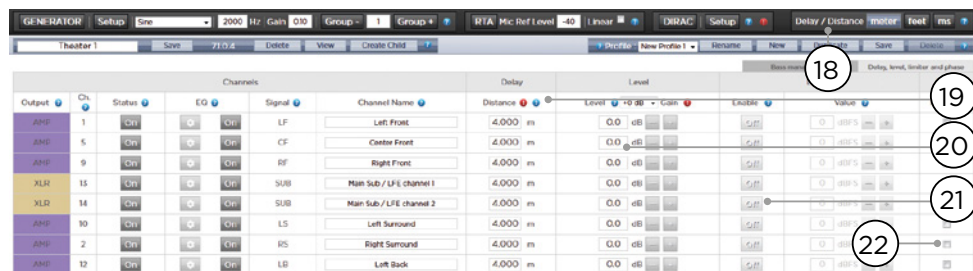 GENERATOR Setup Sine 2000 Hz Gain 010 Group - 1 Group + ? RTA Mic Ref Level -40 Linear ? DIRAC Setup ? ? Delay / Distance meter feet ms ?
Theater 1 Save 7.1.0.4 Delete View Create Child ? ? Profile New Profile 1 Rename New Save Delete ?
18
Delay, level, limiter and phase
Channels Delay Level
19
Output ? Ch. ? Status ? EQ ? Signal ? Channel Name ? Distance ! ? Level ? +0 dB Gain ! Enable ? Value ?
AMP 1 On On LF Left Front 4.000 m 0.0 dB Off 0 dBFS - +
AMP 5 On On CF Center Front 4.000 m 0.0 dB Off 0 dBFS - +
20
AMP 9 On On RF Right Front 4.000 m 0.0 dB Off 0 dBFS - +
XLR 13 On On SUB Main Sub / LFE channel 1 4.000 m 0.0 dB Off 0 dBFS - +
XLR 14 On On SUB Main Sub / LFE channel 2 4.000 m 0.0 dB Off 0 dBFS - +
21
AMP 10 On On LS Left Surround 4.000 m 0.0 dB Off 0 dBFS - +
AMP 2 On On RS Right Surround 4.000 m 0.0 dB Off 0 dBFS
22
AMP 12 On On LB Left Back 4.000 m 0.0 dB Off 0 dBFS - +